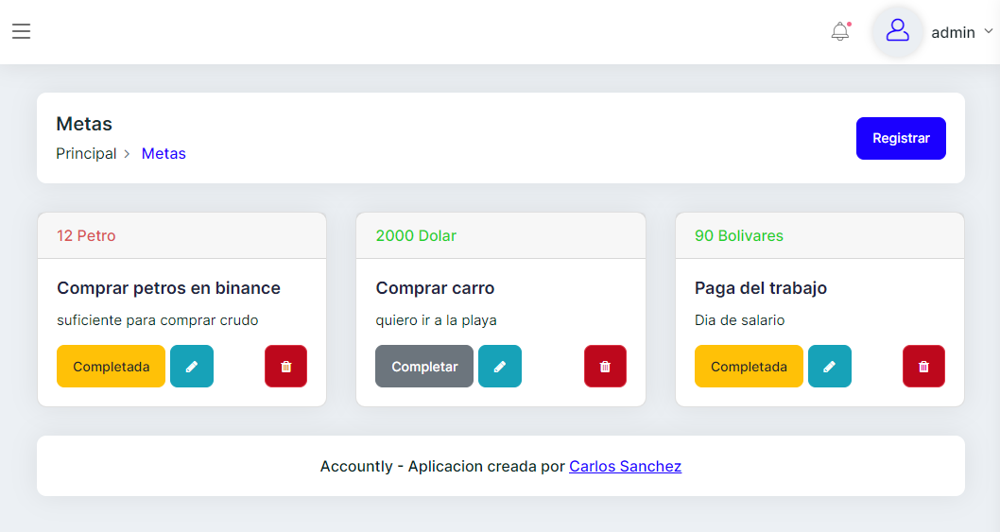 admin
Metas
Principal > Metas
Registrar
12 Petro
Comprar petros en binance
suficiente para comprar crudo
Completada
2000 Dolar
Comprar carro
quiero ir a la playa
Completar
90 Bolivares
Paga del trabajo
Dia de salario
Completada
Accountly - Aplicacion creada por Carlos Sanchez